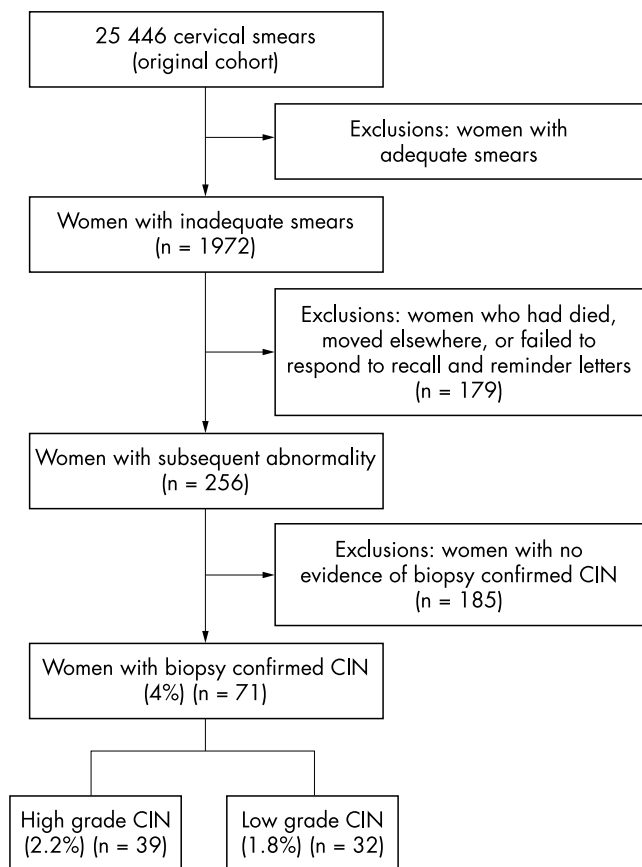 25 446 cervical smears
(original cohort)
Exclusions: women with
adequate smears
Women with inadequate smears
(n = 1972)
Exclusions: women who had died,
moved elsewhere, or failed to
respond to recall and reminder letters
(n = 179)
Women with subsequent abnormality
(n = 256)
Exclusions: women with no
evidence of biopsy confirmed CIN
(n = 185)
Women with biopsy confirmed CIN
(4%) (n = 71)
High grade CIN
(2.2%) (n = 39)
Low grade CIN
(1.8%) (n = 32)